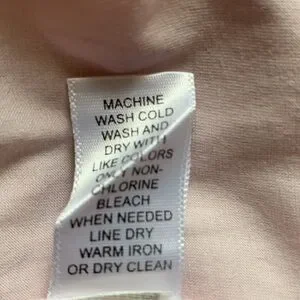 MACHINE
WASH COLD
WASH AND
DRY WITH
LIKE COLORS
ONLY NON-
CHLORINE
BLEACH
WHEN NEEDED
LINE DRY
WARM IRON
OR DRY CLEAN